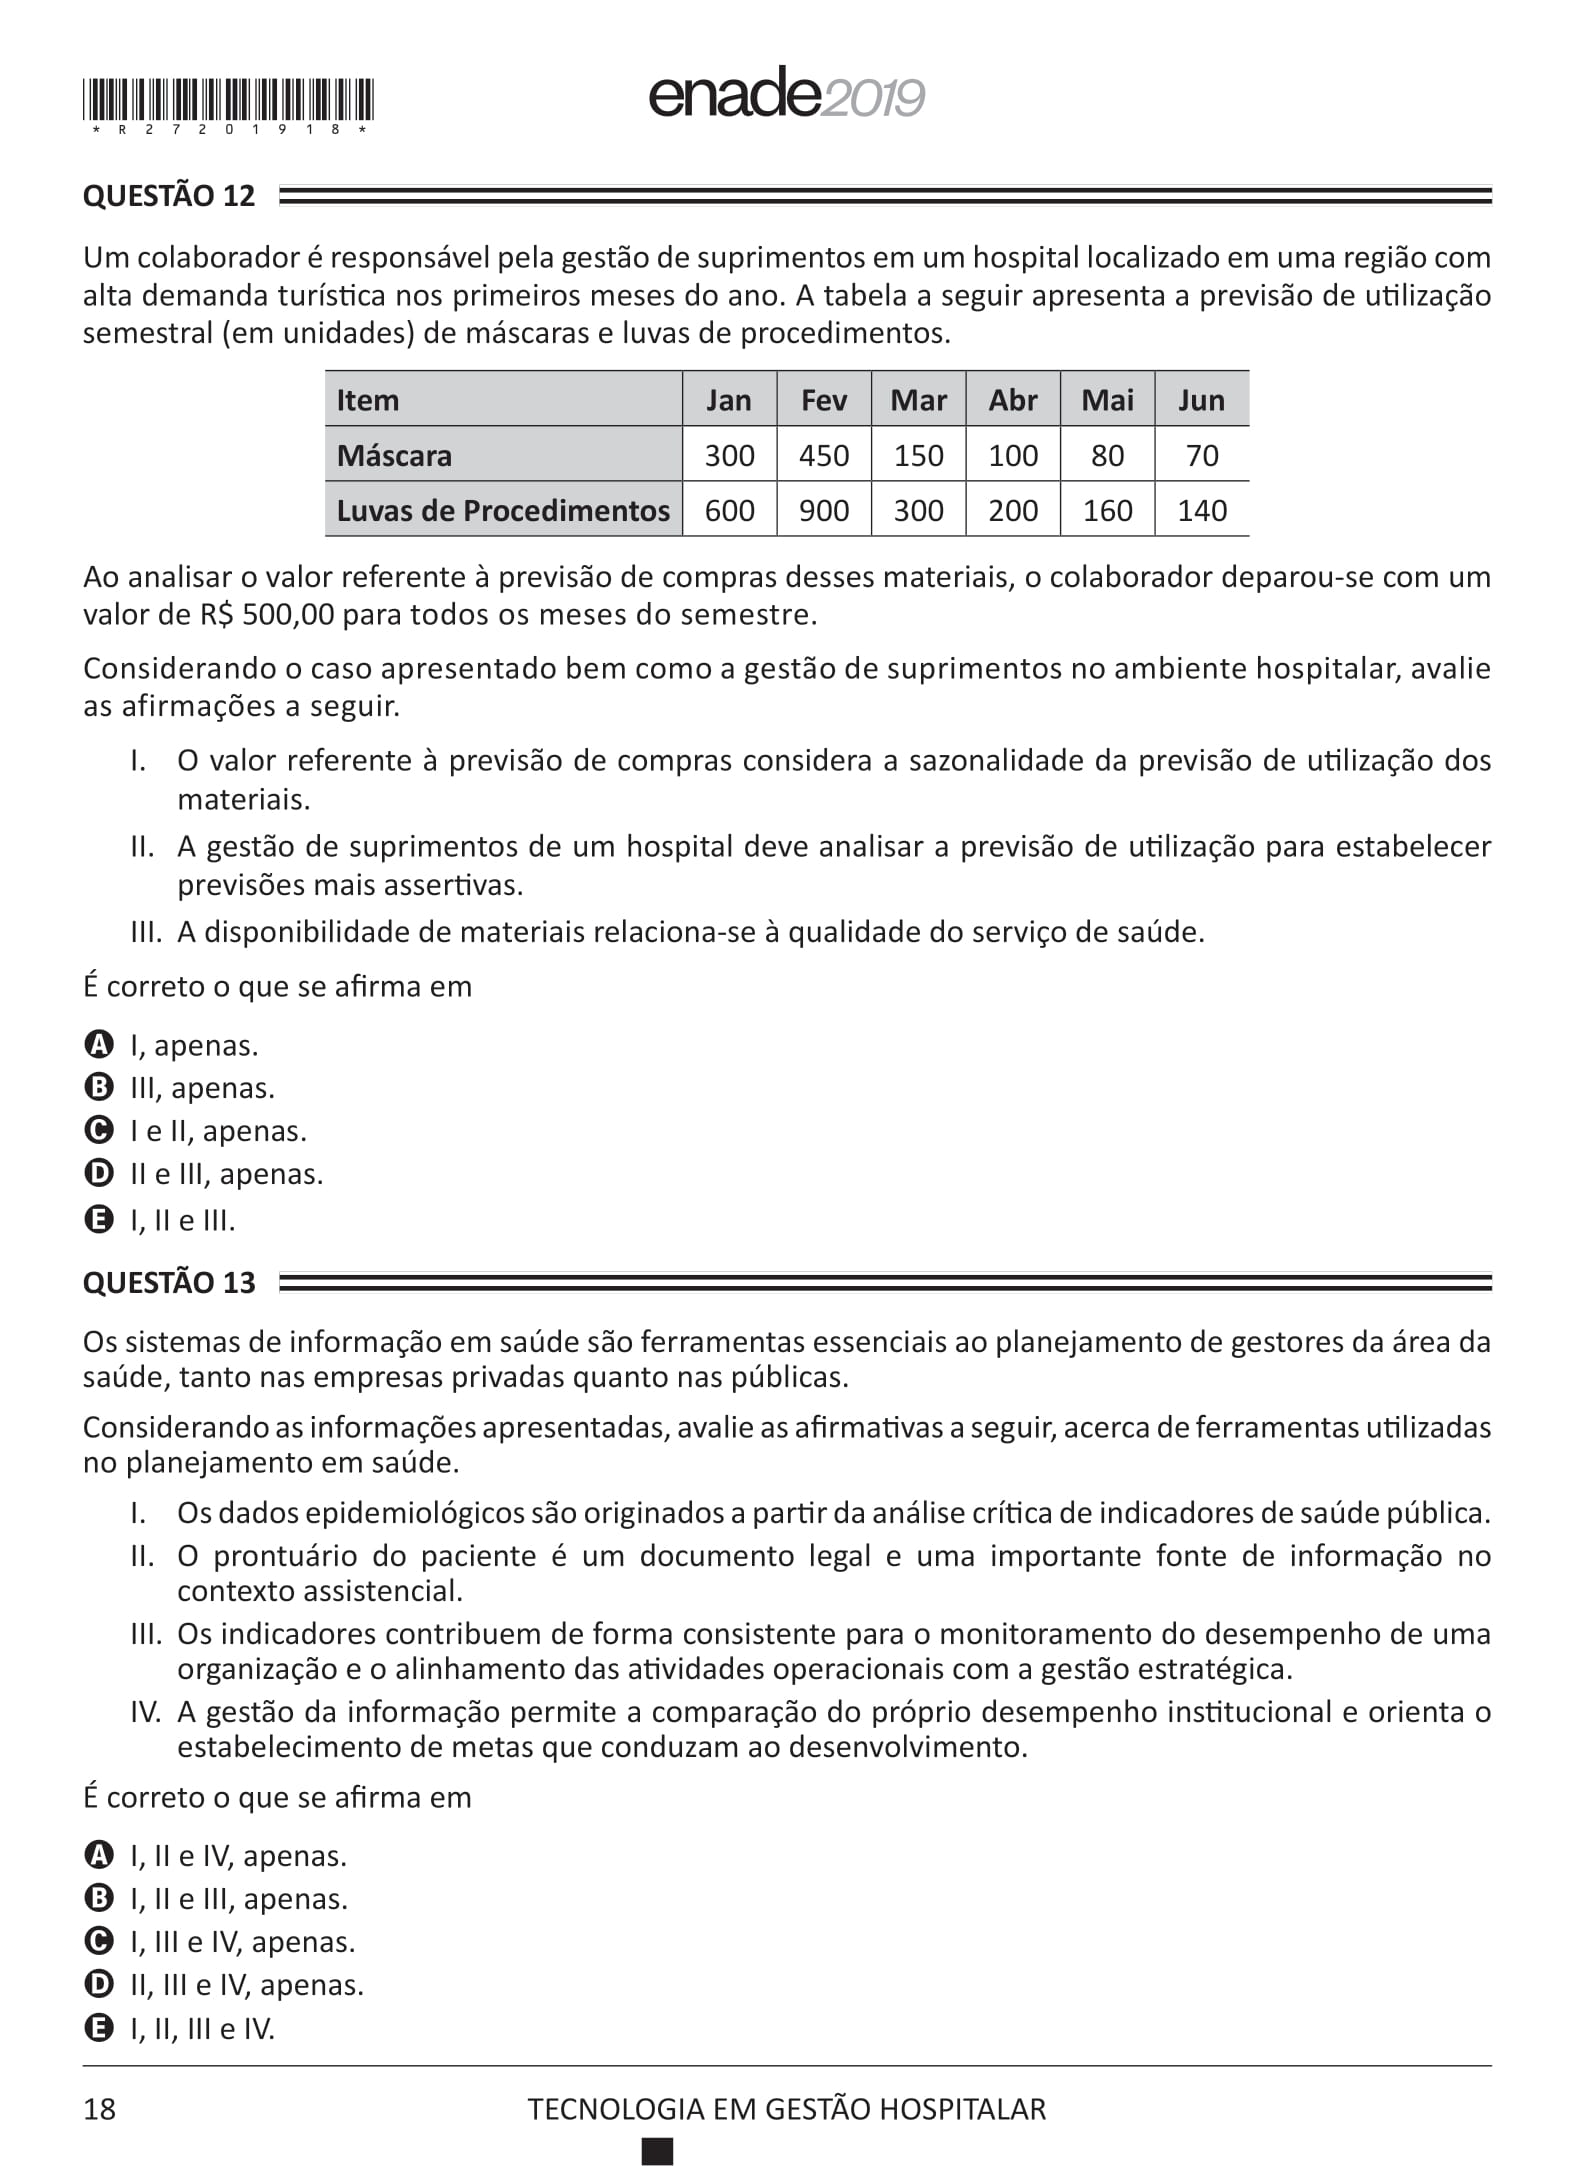 *R27201918*
enade2019
QUESTÃO 12
Um colaborador é responsável pela gestão de suprimentos em um hospital localizado em uma região com
alta demanda turística nos primeiros meses do ano. A tabela a seguir apresenta a previsão de utilização
semestral (em unidades) de máscaras e luvas de procedimentos.
Item Jan Fev Mar Abr Mai Jun
Máscara 300 450 150 100 80 70
Luvas de Procedimentos 600 900 300 200 160 140
Ao analisar o valor referente à previsão de compras desses materiais, o colaborador deparou-se com um
valor de R$ 500,00 para todos os meses do semestre.
Considerando o caso apresentado bem como a gestão de suprimentos no ambiente hospitalar, avalie
as afirmações a seguir.
I. O valor referente à previsão de compras considera a sazonalidade da previsão de utilização dos
materiais.
II. A gestão de suprimentos de um hospital deve analisar a previsão de utilização para estabelecer
previsões mais assertivas.
III. A disponibilidade de materiais relaciona-se à qualidade do serviço de saúde.
É correto o que se afirma em
A I, apenas.
B III, apenas.
C I e II, apenas.
D II e III, apenas.
E I, II e III.
QUESTÃO 13
Os sistemas de informação em saúde são ferramentas essenciais ao planejamento de gestores da área da
saúde, tanto nas empresas privadas quanto nas públicas.
Considerando as informações apresentadas, avalie as afirmativas a seguir, acerca de ferramentas utilizadas
no planejamento em saúde.
I. Os dados epidemiológicos são originados a partir da análise crítica de indicadores de saúde pública.
II. O prontuário do paciente é um documento legal e uma importante fonte de informação no
contexto assistencial.
III. Os indicadores contribuem de forma consistente para o monitoramento do desempenho de uma
organização e o alinhamento das atividades operacionais com a gestão estratégica.
IV. A gestão da informação permite a comparação do próprio desempenho institucional e orienta o
estabelecimento de metas que conduzam ao desenvolvimento.
É correto o que se afirma em
A I, II e IV, apenas.
B I, II e III, apenas.
C I, III e IV, apenas.
D II, III e IV, apenas.
E I, II, III e IV.
18 TECNOLOGIA EM GESTÃO HOSPITALAR